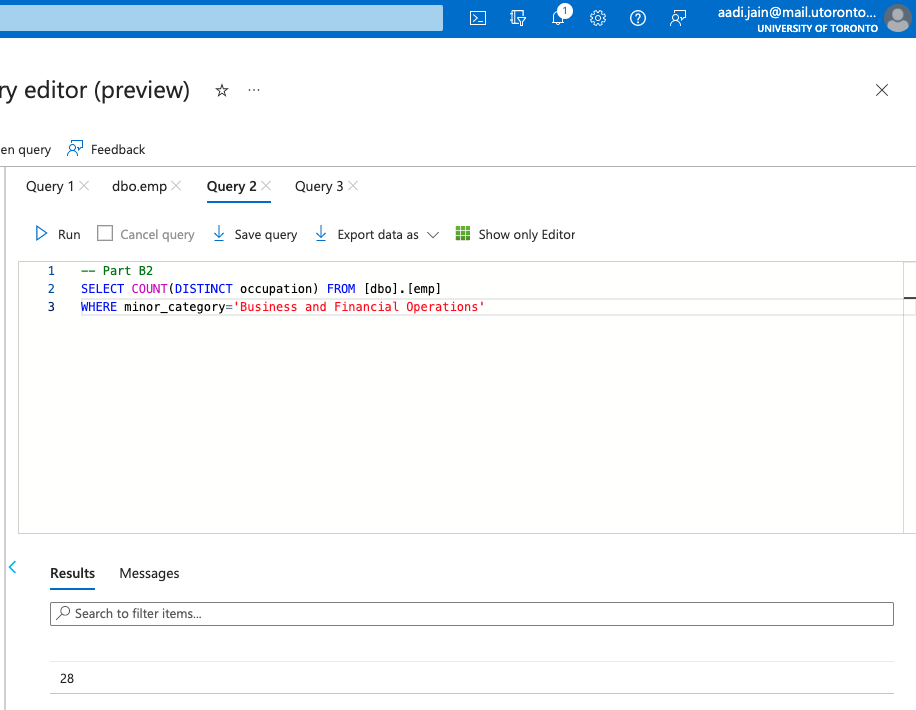 1
aadi.jain@mail.utoronto...
UNIVERSITY OF TORONTO
ry editor (preview)
...
en query Feedback
Query 1 dbo.emp Query 2 Query 3
Run Cancel query Save query Export data as Show only Editor
1 -- Part B2
2 SELECT COUNT(DISTINCT occupation) FROM [dbo].[emp]
3 WHERE minor_category='Business and Financial Operations'
Results Messages
Search to filter items...
28